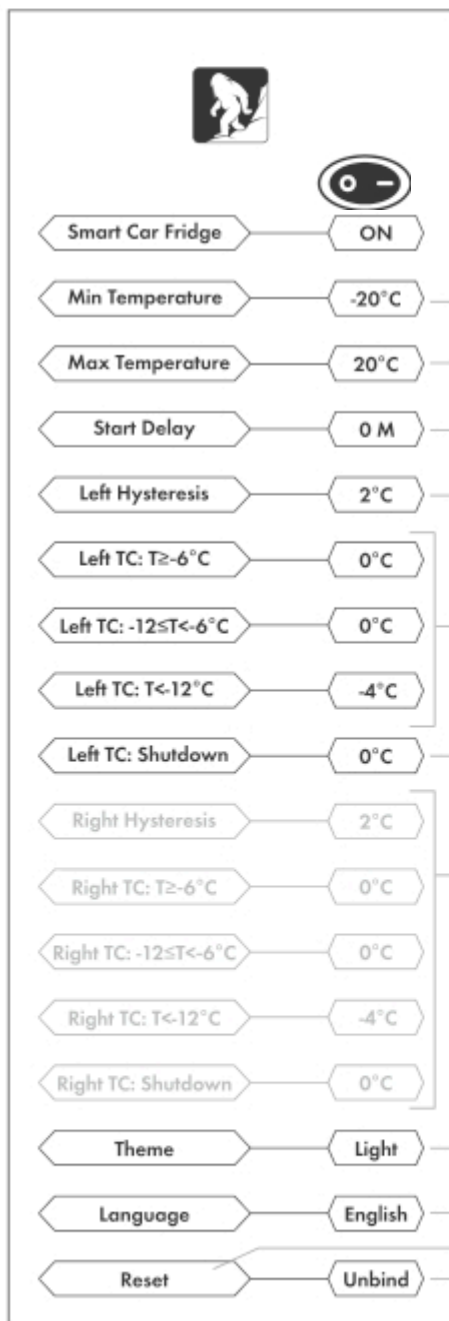 Smart Car Fridge ON
Min Temperature -20°C
Max Temperature 20°C
Start Delay 0 M
Left Hysteresis 2°C
Left TC: T≥-6°C 0°C
Left TC: -12≤T<-6°C 0°C
Left TC: T<-12°C -4°C
Left TC: Shutdown 0°C
Right Hysteresis 2°C
Right TC: T≥-6°C 0°C
Right TC: -12≤T<-6°C 0°C
Right TC: T<-12°C -4°C
Right TC: Shutdown 0°C
Theme Light
Language English
Reset Unbind